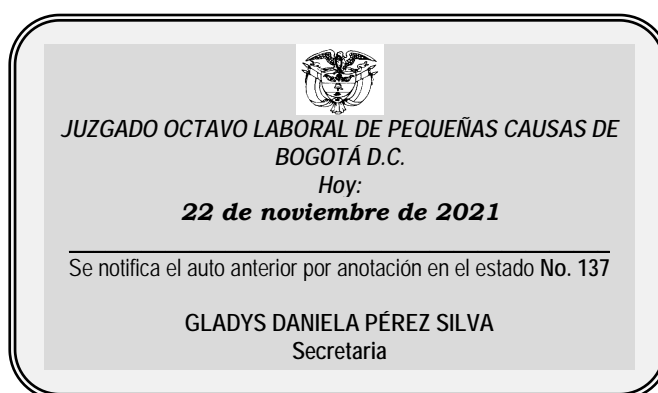 JUZGADO OCTAVO LABORAL DE PEQUEÑAS CAUSAS DE
BOGOTÁ D.C.
Hoy:
22 de noviembre de 2021
Se notifica el auto anterior por anotación en el estado No. 137
GLADYS DANIELA PÉREZ SILVA
Secretaria